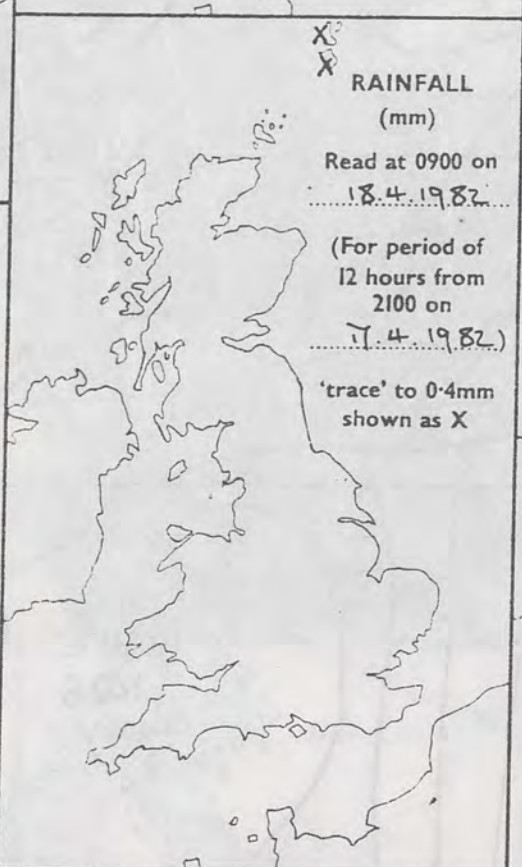 X
X
RAINFALL
(mm)
Read at 0900 on
18.4.1982
(For period of
12 hours from
2100 on
17.4.1982)
'trace' to 0·4mm
shown as X